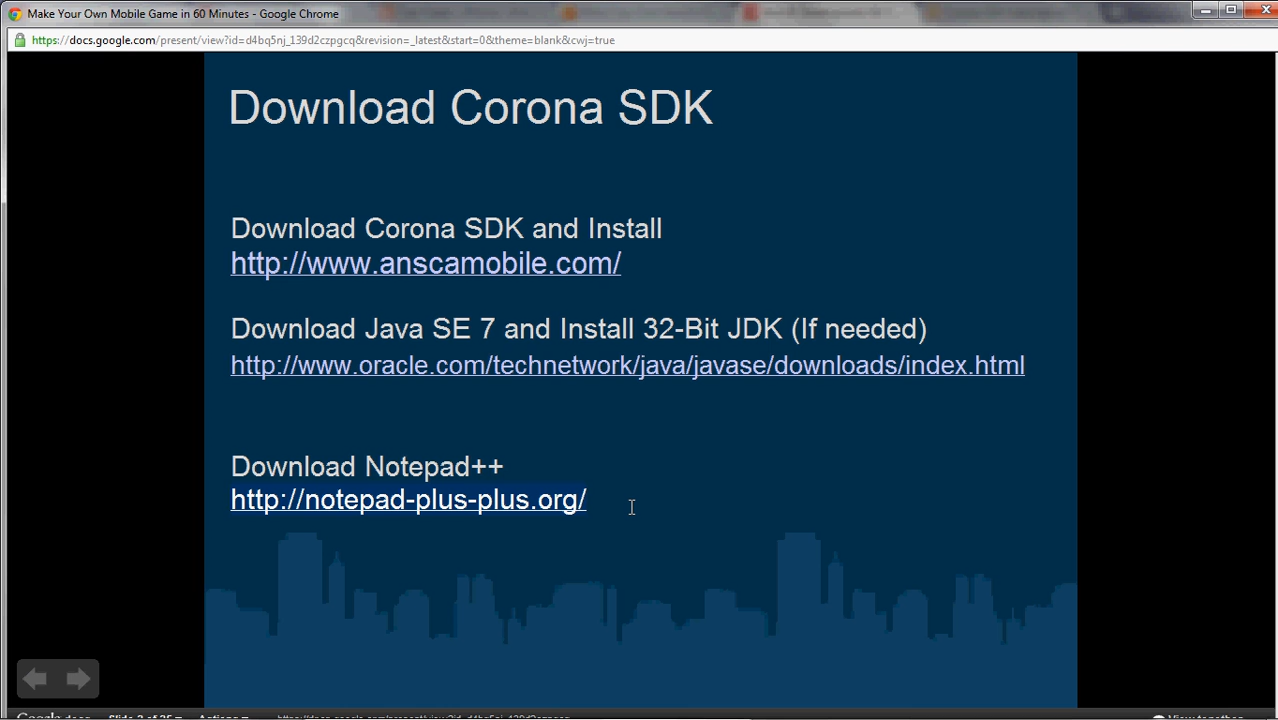 Make Your Own Mobile Game in 60 Minutes - Google Chrome
https://docs.google.com/present/view?id=d4bq5nj_139d2czpgcq&revision=_latest&start=0&theme=blank&cwj=true
Download Corona SDK
Download Corona SDK and Install
http://www.anscamobile.com/
Download Java SE 7 and Install 32-Bit JDK (If needed)
http://www.oracle.com/technetwork/java/javase/downloads/index.html
Download Notepad++
http://notepad-plus-plus.org/